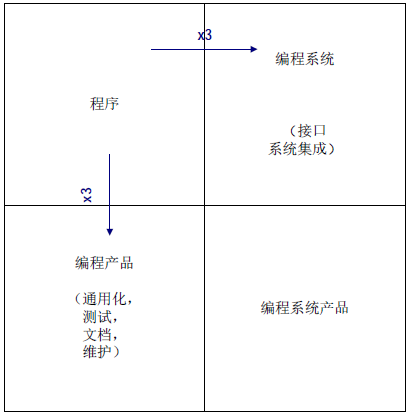 x3
编程系统
程序
（接口
系统集成）
x3
编程产品
（通用化，
测试，
文档，
维护）
编程系统产品